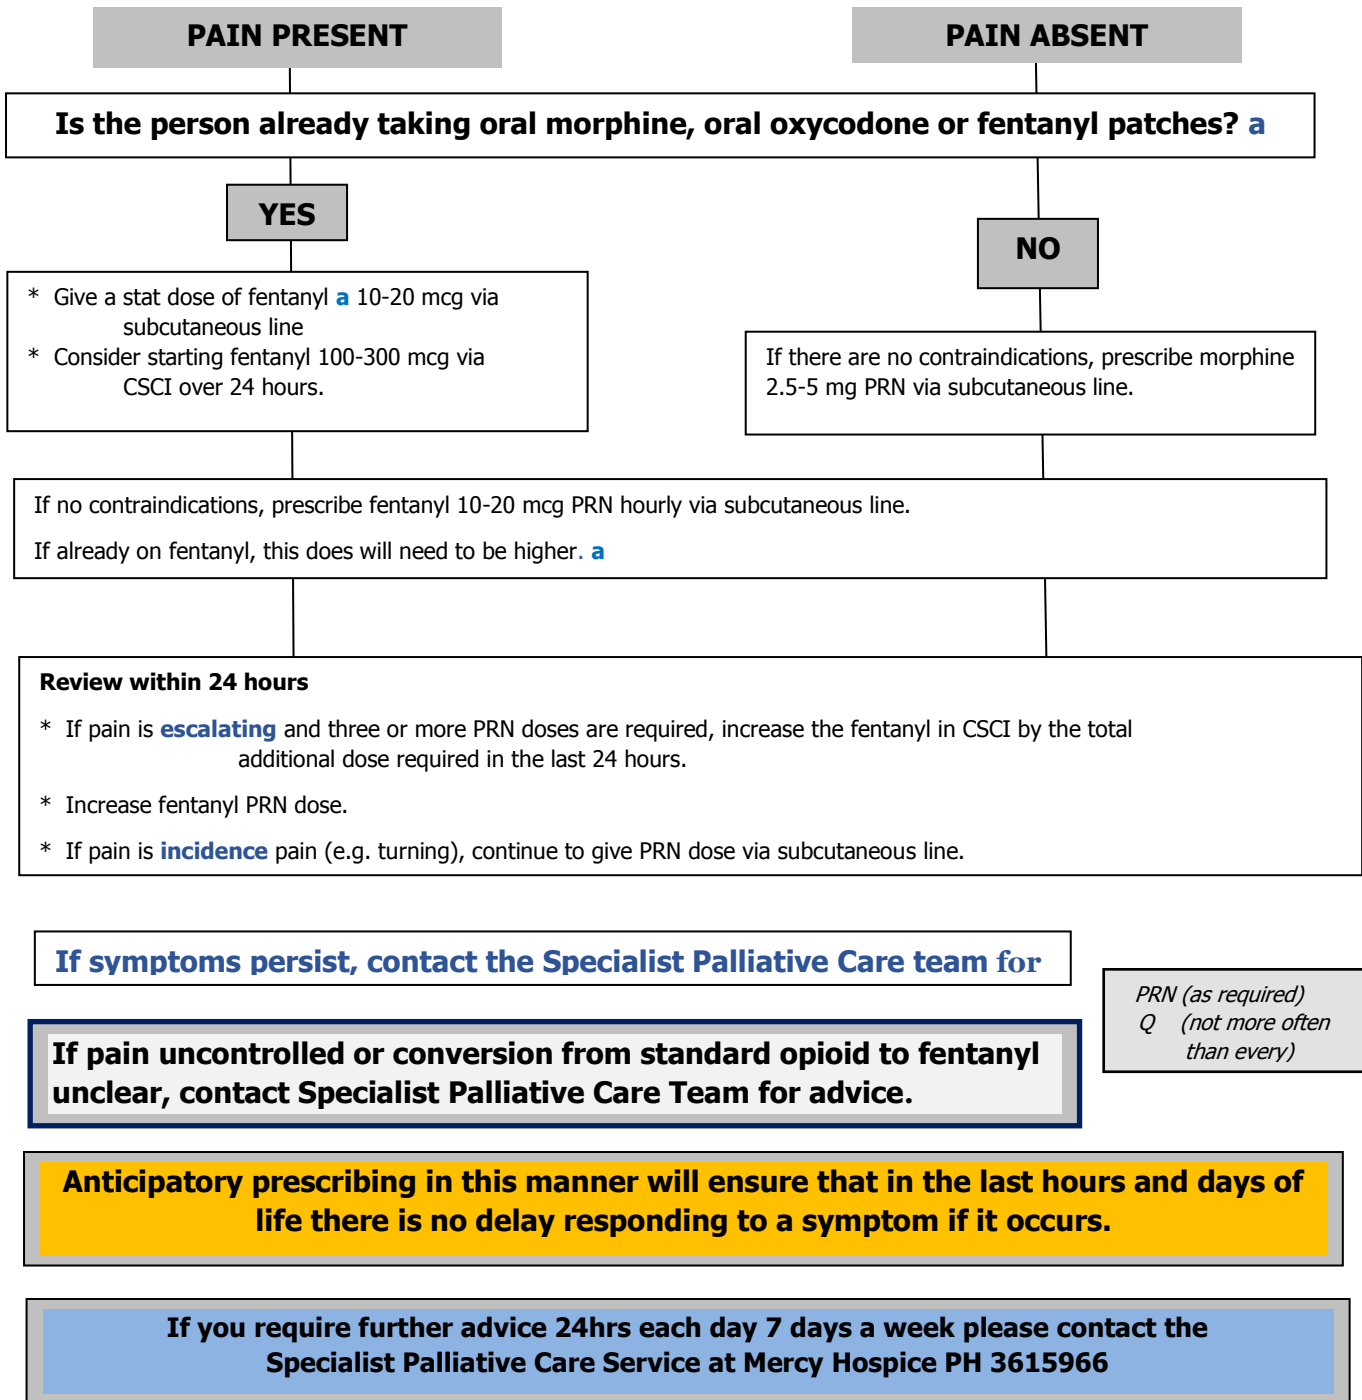 PAIN PRESENT
PAIN ABSENT
Is the person already taking oral morphine, oral oxycodone or fentanyl patches? a
YES
NO
* Give a stat dose of fentanyl a 10-20 mcg via
subcutaneous line
* Consider starting fentanyl 100-300 mcg via
CSCI over 24 hours.
If there are no contraindications, prescribe morphine
2.5-5 mg PRN via subcutaneous line.
If no contraindications, prescribe fentanyl 10-20 mcg PRN hourly via subcutaneous line.
If already on fentanyl, this does will need to be higher. a
Review within 24 hours
* If pain is escalating and three or more PRN doses are required, increase the fentanyl in CSCI by the total
additional dose required in the last 24 hours.
* Increase fentanyl PRN dose.
* If pain is incidence pain (e.g. turning), continue to give PRN dose via subcutaneous line.
If symptoms persist, contact the Specialist Palliative Care team for
PRN (as required)
Q (not more often
than every)
If pain uncontrolled or conversion from standard opioid to fentanyl
unclear, contact Specialist Palliative Care Team for advice.
Anticipatory prescribing in this manner will ensure that in the last hours and days of
life there is no delay responding to a symptom if it occurs.
If you require further advice 24hrs each day 7 days a week please contact the
Specialist Palliative Care Service at Mercy Hospice PH 3615966